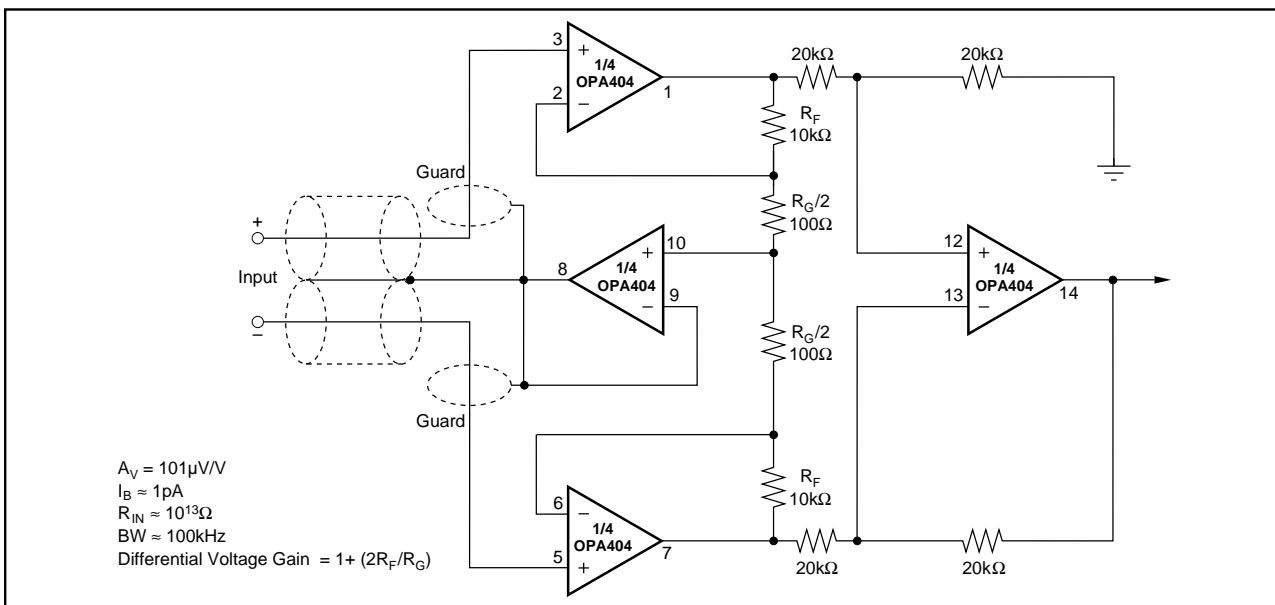 3
+
1/4
OPA404
2
−
1
20kΩ
20kΩ
R_F
10kΩ
Guard
R_G/2
100Ω
+
Input
−
8
1/4
OPA404
+
10
−
9
12
+
1/4
OPA404
13
−
14
R_G/2
100Ω
Guard
R_F
10kΩ
6
−
1/4
OPA404
5
+
7
20kΩ
20kΩ
A_V = 101µV/V
I_B ≈ 1pA
R_IN ≈ 10¹³Ω
BW ≈ 100kHz
Differential Voltage Gain = 1+ (2R_F/R_G)